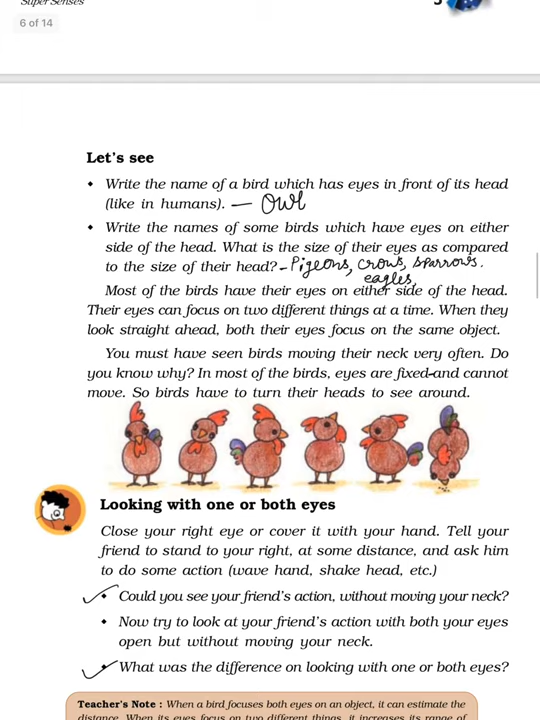 Super Senses
6 of 14
Let's see
• Write the name of a bird which has eyes in front of its head
(like in humans). — Owl
• Write the names of some birds which have eyes on either
side of the head. What is the size of their eyes as compared
to the size of their head? - Pigeons, crows, sparrows.
eagles,
Most of the birds have their eyes on either side of the head.
Their eyes can focus on two different things at a time. When they
look straight ahead, both their eyes focus on the same object.
You must have seen birds moving their neck very often. Do
you know why? In most of the birds, eyes are fixed and cannot
move. So birds have to turn their heads to see around.
Looking with one or both eyes
Close your right eye or cover it with your hand. Tell your
friend to stand to your right, at some distance, and ask him
to do some action (wave hand, shake head, etc.)
• Could you see your friend's action, without moving your neck?
• Now try to look at your friend's action with both your eyes
open but without moving your neck.
• What was the difference on looking with one or both eyes?
Teacher's Note : When a bird focuses both eyes on an object, it can estimate the
distance. When its eyes focus on two different things, it increases its range of